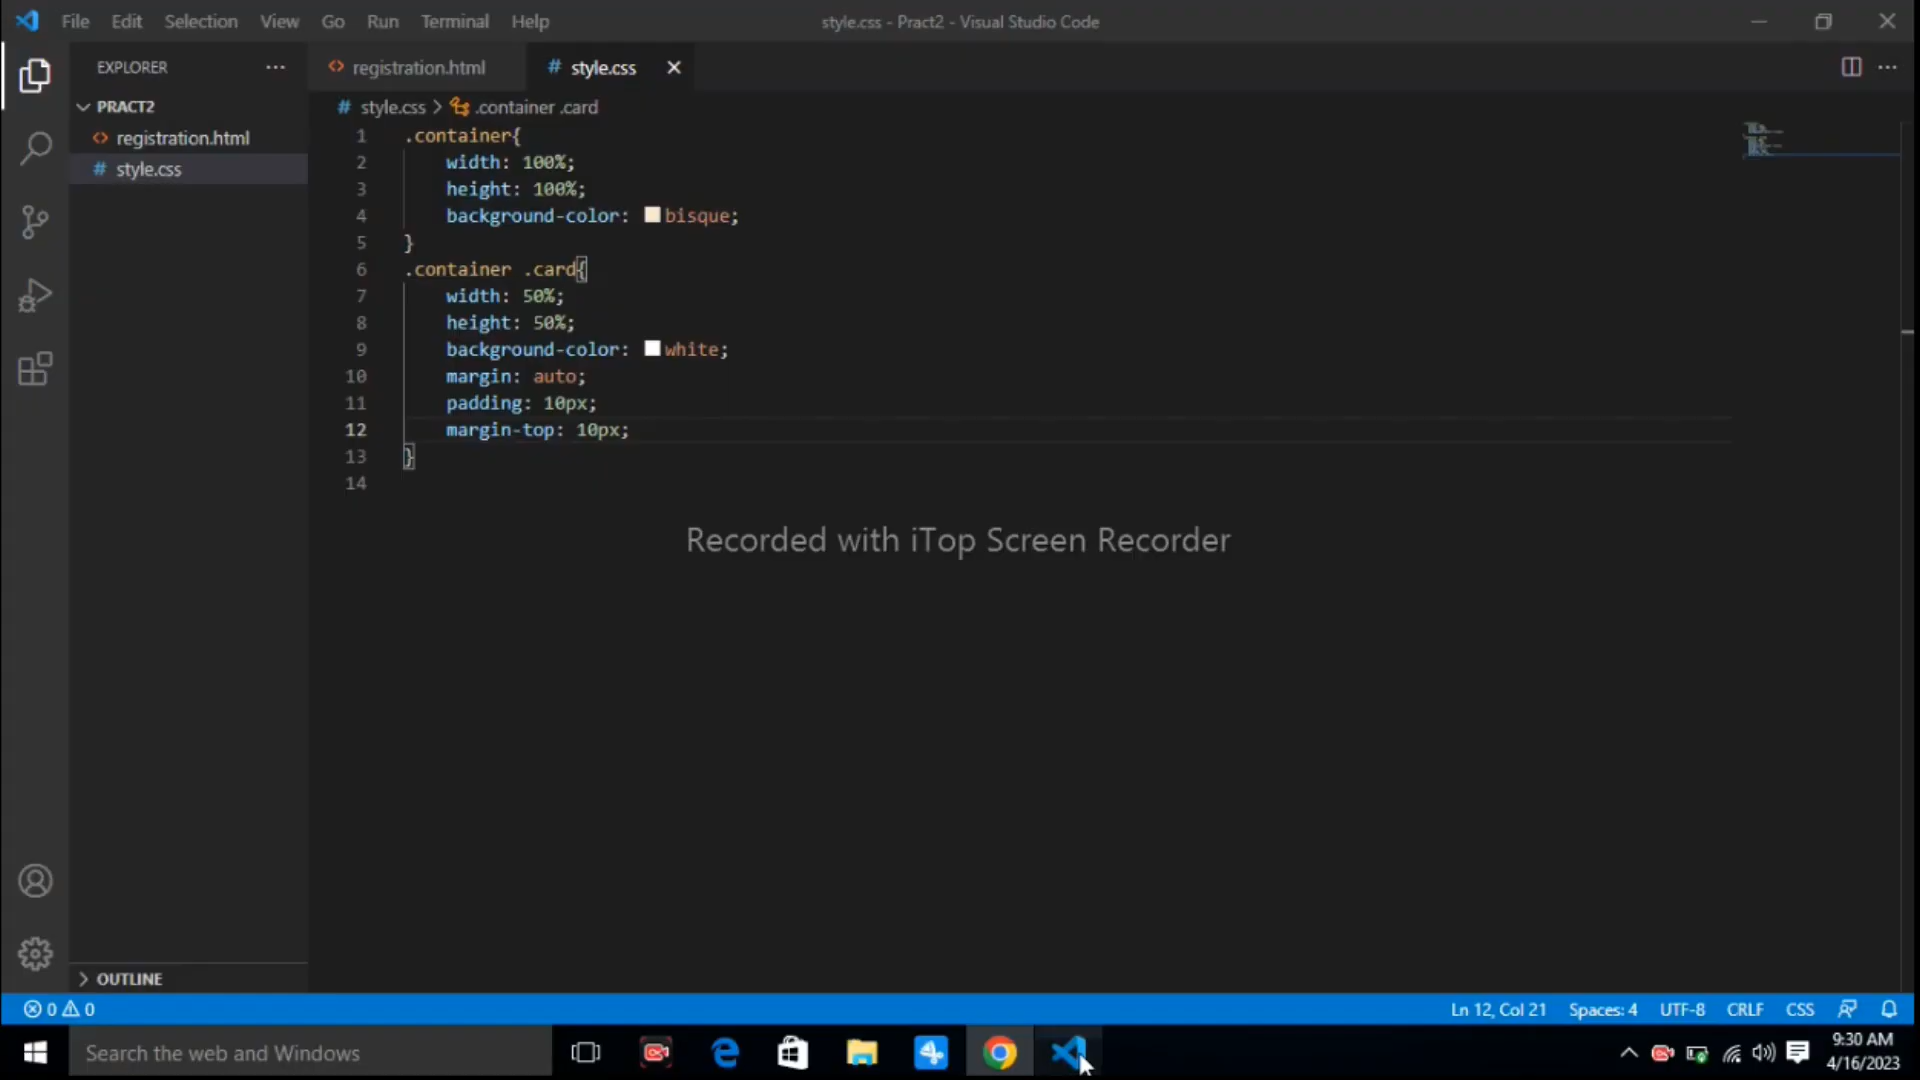 File Edit Selection View Go Run Terminal Help
style.css - Pract2 - Visual Studio Code
EXPLORER
registration.html
# style.css
PRACT2
registration.html
# style.css
# style.css > .container .card
1 .container{
2 width: 100%;
3 height: 100%;
4 background-color: bisque;
5 }
6 .container .card{
7 width: 50%;
8 height: 50%;
9 background-color: white;
10 margin: auto;
11 padding: 10px;
12 margin-top: 10px;
13 }
14
Recorded with iTop Screen Recorder
OUTLINE
0 0
Ln 12, Col 21 Spaces: 4 UTF-8 CRLF CSS
Search the web and Windows
9:30 AM
4/16/2023